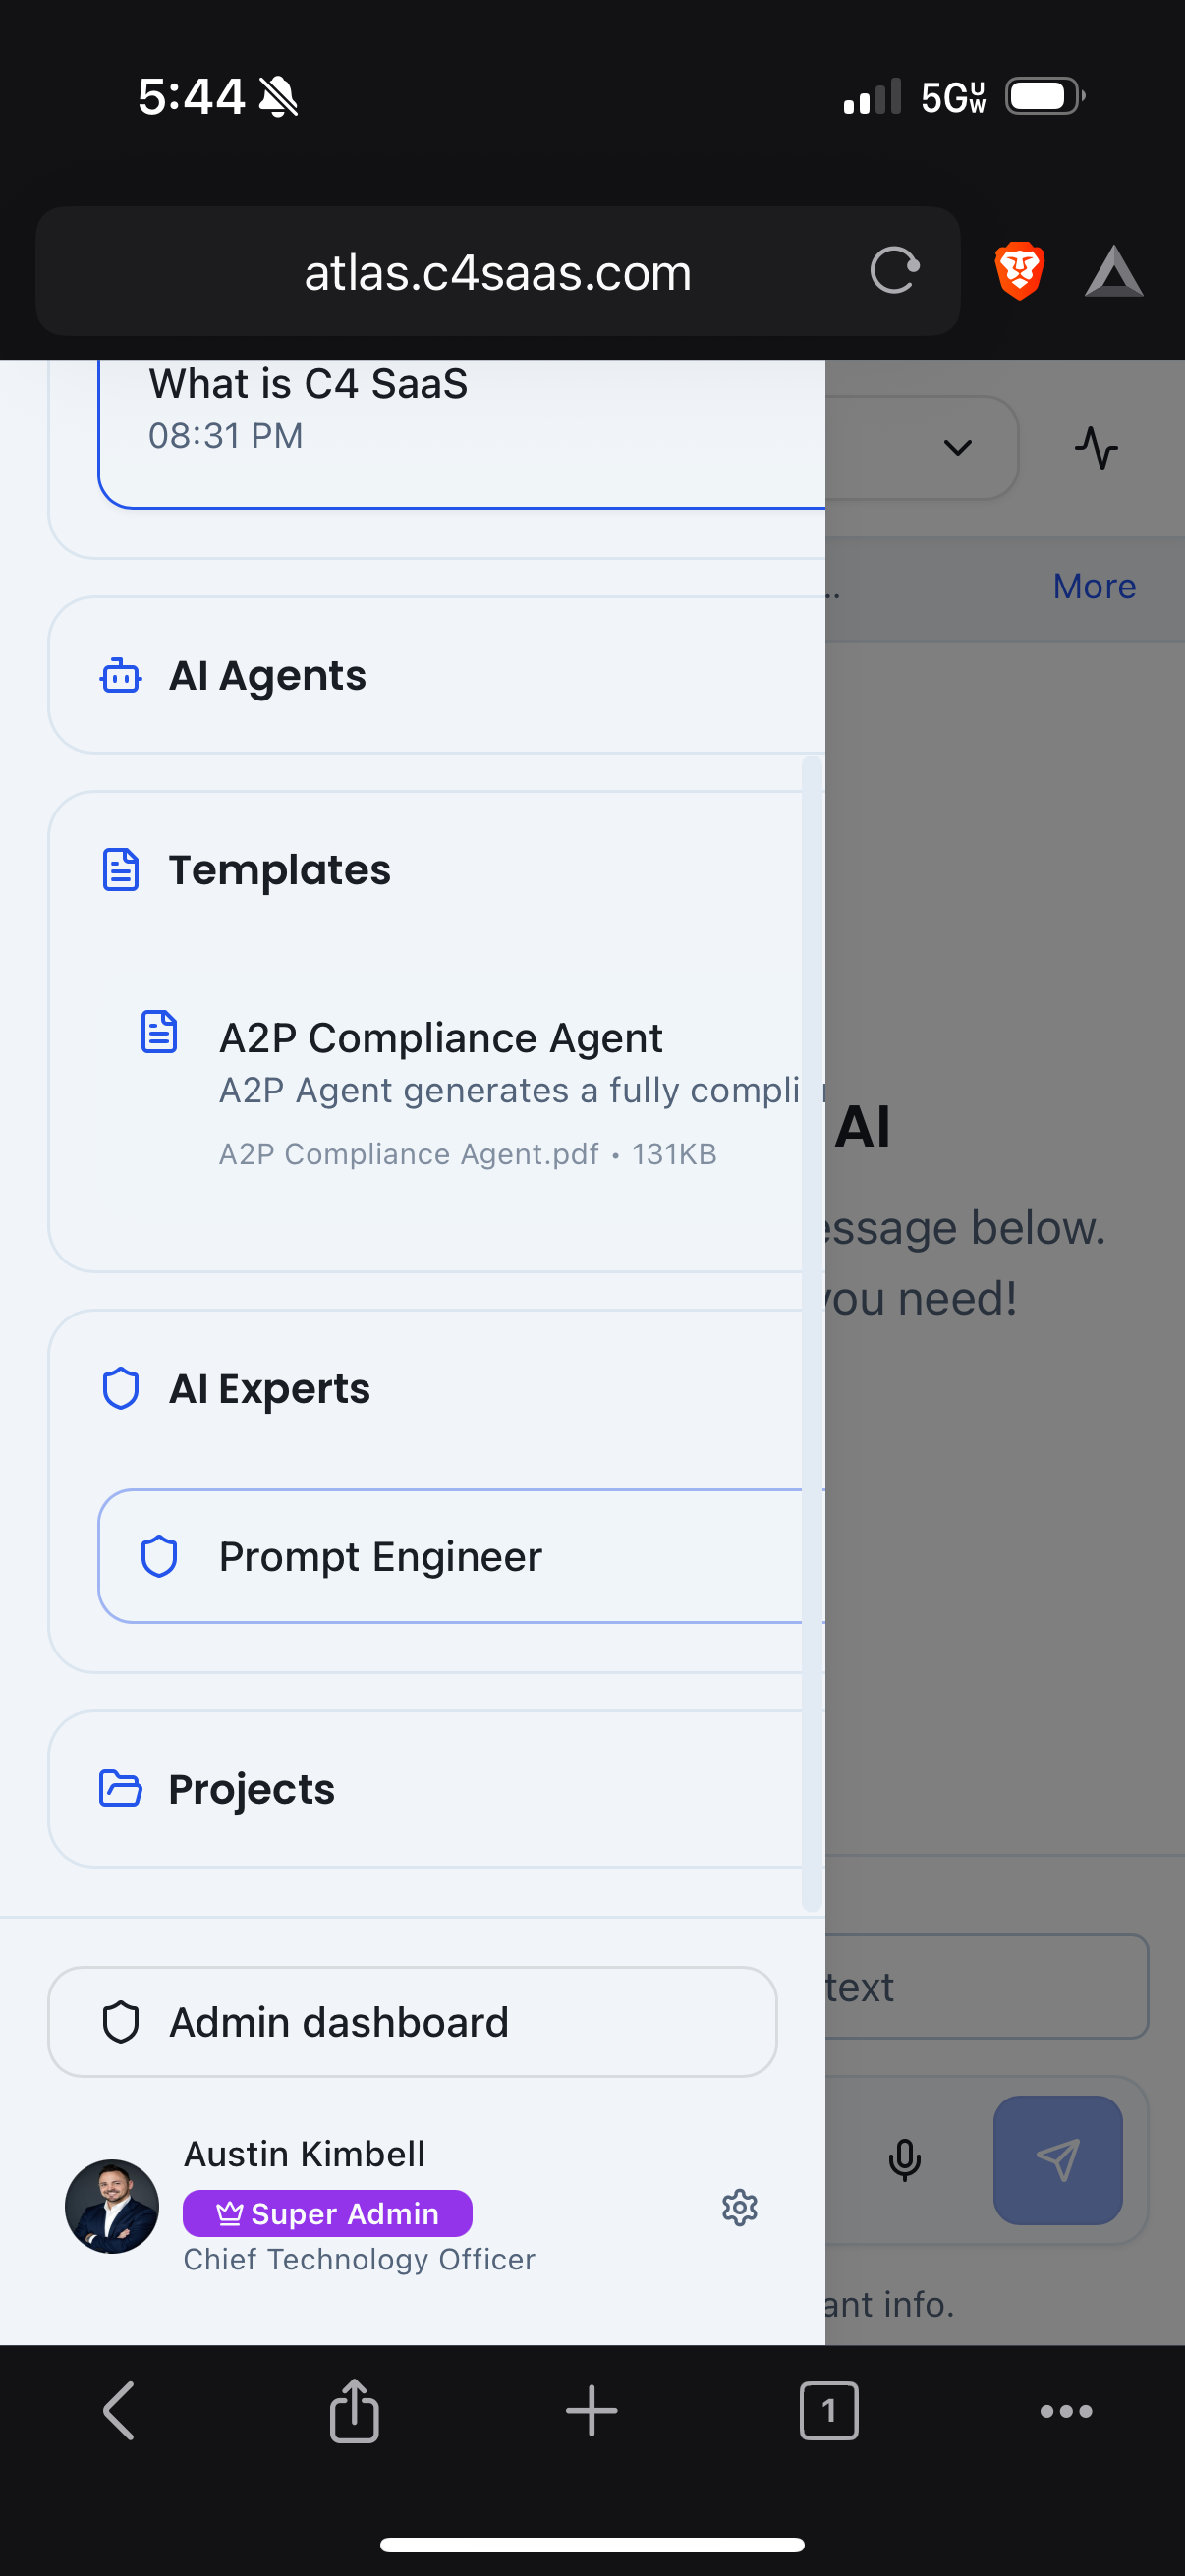 5:44
5GUW
atlas.c4saas.com
What is C4 SaaS
08:31 PM
..
More
AI Agents
Templates
A2P Compliance Agent
A2P Agent generates a fully compli
A2P Compliance Agent.pdf • 131KB
AI
essage below.
you need!
AI Experts
Prompt Engineer
Projects
text
Admin dashboard
Austin Kimbell
Super Admin
Chief Technology Officer
ant info.
1